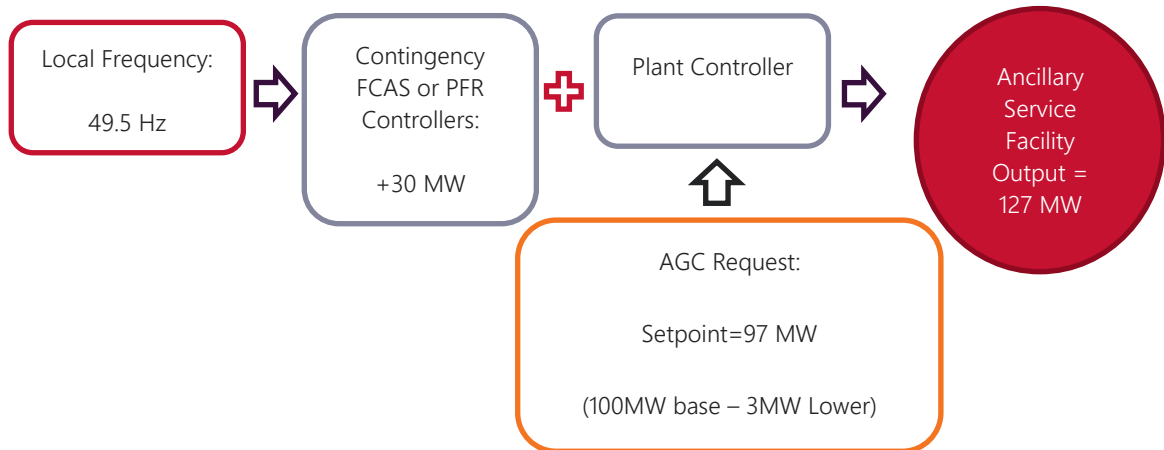 Local Frequency:
49.5 Hz
Contingency
FCAS or PFR
Controllers:
+30 MW
Plant Controller
Ancillary
Service
Facility
Output =
127 MW
AGC Request:
Setpoint=97 MW
(100MW base – 3MW Lower)